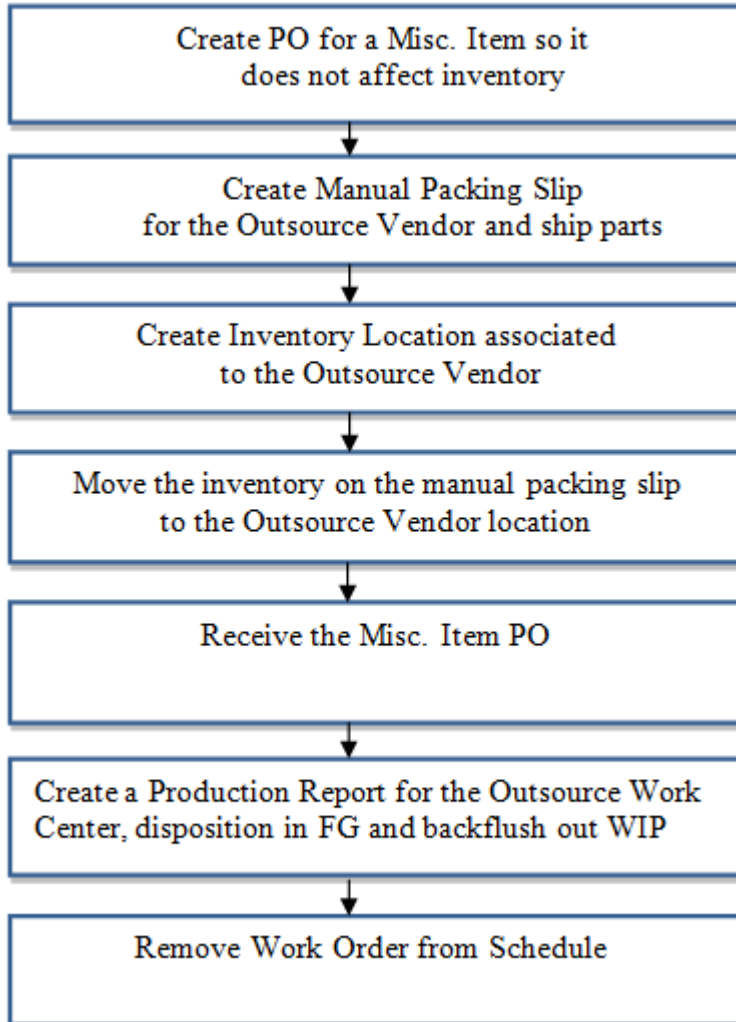 Create PO for a Misc. Item so it
does not affect inventory
Create Manual Packing Slip
for the Outsource Vendor and ship parts
Create Inventory Location associated
to the Outsource Vendor
Move the inventory on the manual packing slip
to the Outsource Vendor location
Receive the Misc. Item PO
Create a Production Report for the Outsource Work
Center, disposition in FG and backflush out WIP
Remove Work Order from Schedule